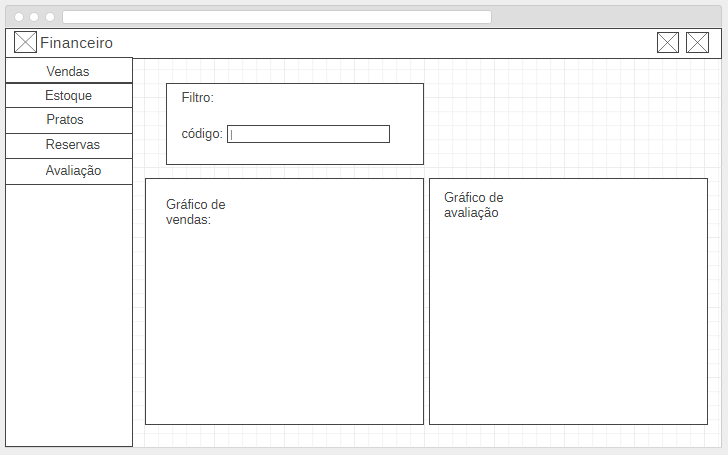 Financeiro
Vendas
Estoque
Pratos
Reservas
Avaliação
Filtro:
código:
Gráfico de
vendas:
Gráfico de
avaliação